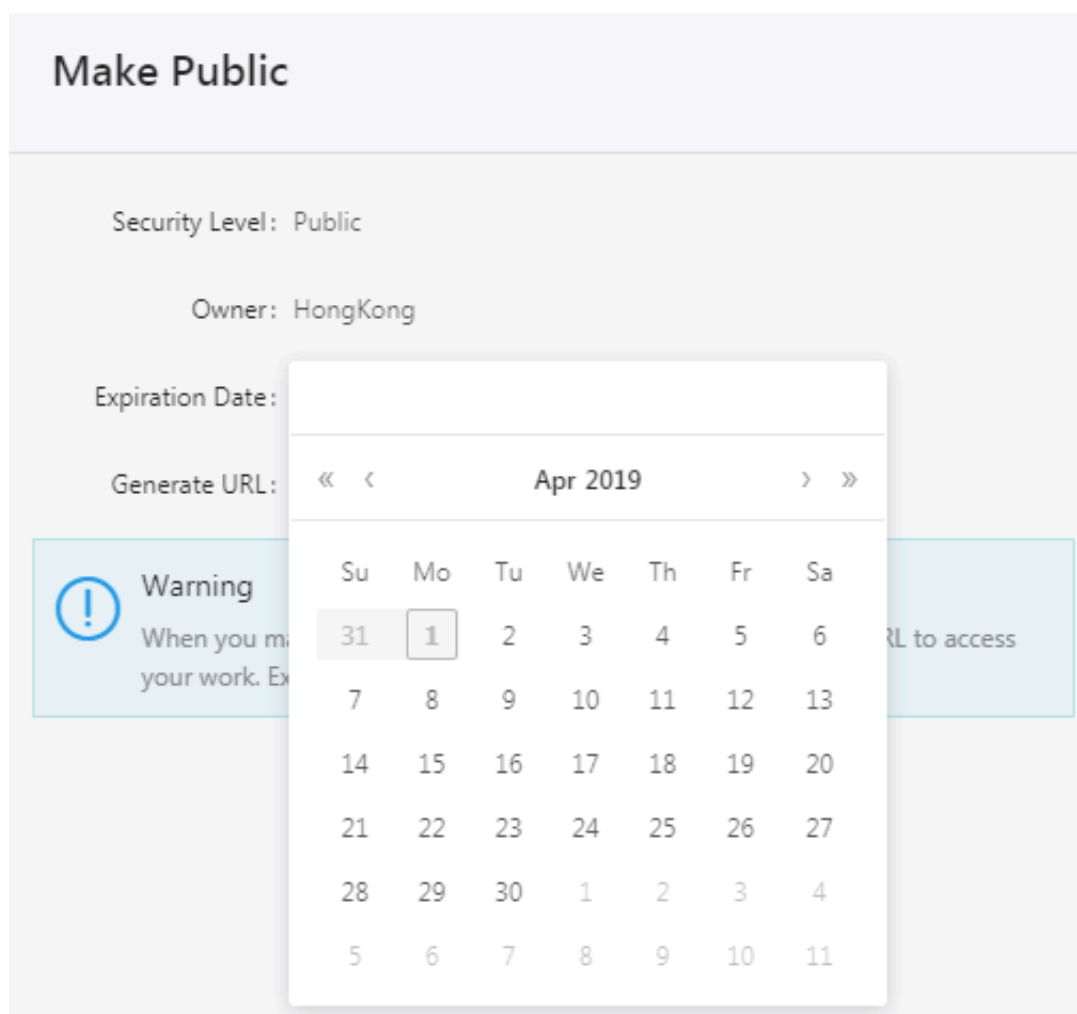 Make Public
Security Level: Public
Owner: HongKong
Expiration Date:
Generate URL:
« < Apr 2019 > »
Su Mo Tu We Th Fr Sa
31 1 2 3 4 5 6
7 8 9 10 11 12 13
14 15 16 17 18 19 20
21 22 23 24 25 26 27
28 29 30 1 2 3 4
5 6 7 8 9 10 11
Warning
When you to access
your work.